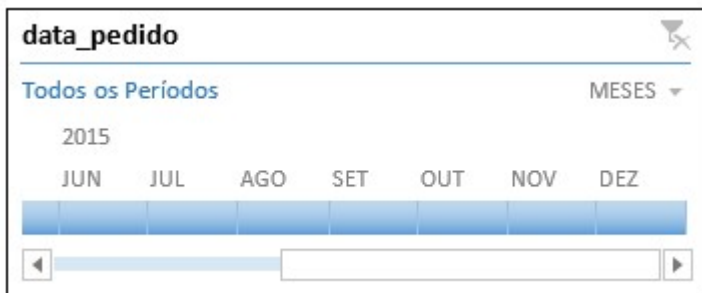 data_pedido
Todos os Períodos MESES
2015
JUN JUL AGO SET OUT NOV DEZ